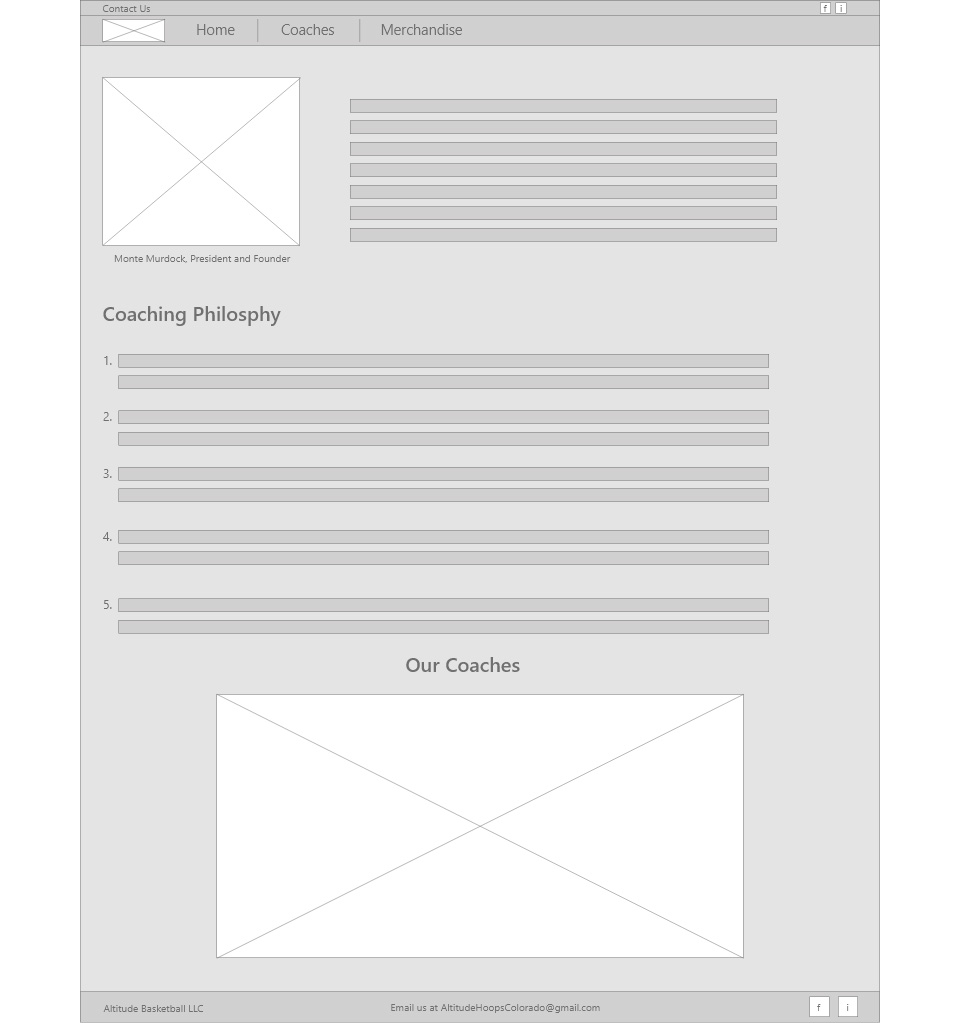 Contact Us
f i
Home Coaches Merchandise
Monte Murdock, President and Founder
Coaching Philosphy
1.
2.
3.
4.
5.
Our Coaches
Altitude Basketball LLC Email us at AltitudeHoopsColorado@gmail.com f i